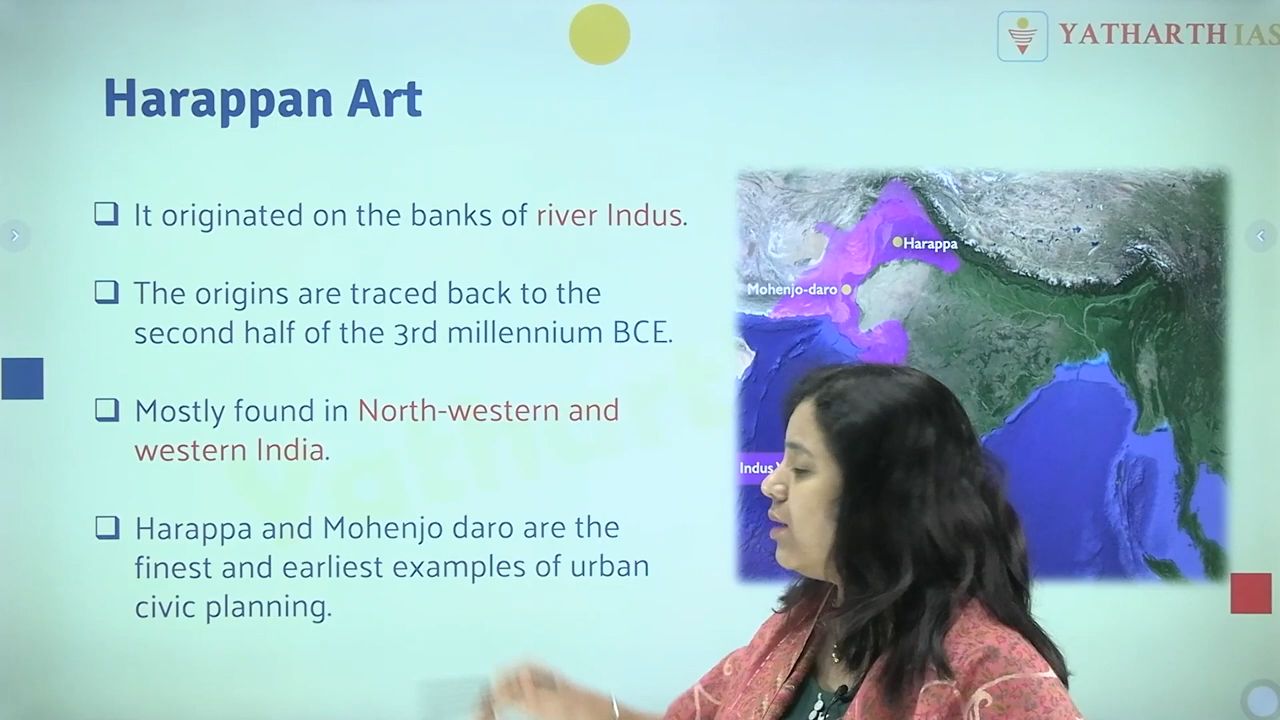 YATHARTH IAS
Harappan Art
It originated on the banks of river Indus.
The origins are traced back to the
second half of the 3rd millennium BCE.
Mostly found in North-western and
western India.
Harappa and Mohenjo daro are the
finest and earliest examples of urban
civic planning.
Harappa
Mohenjo-daro
Indus